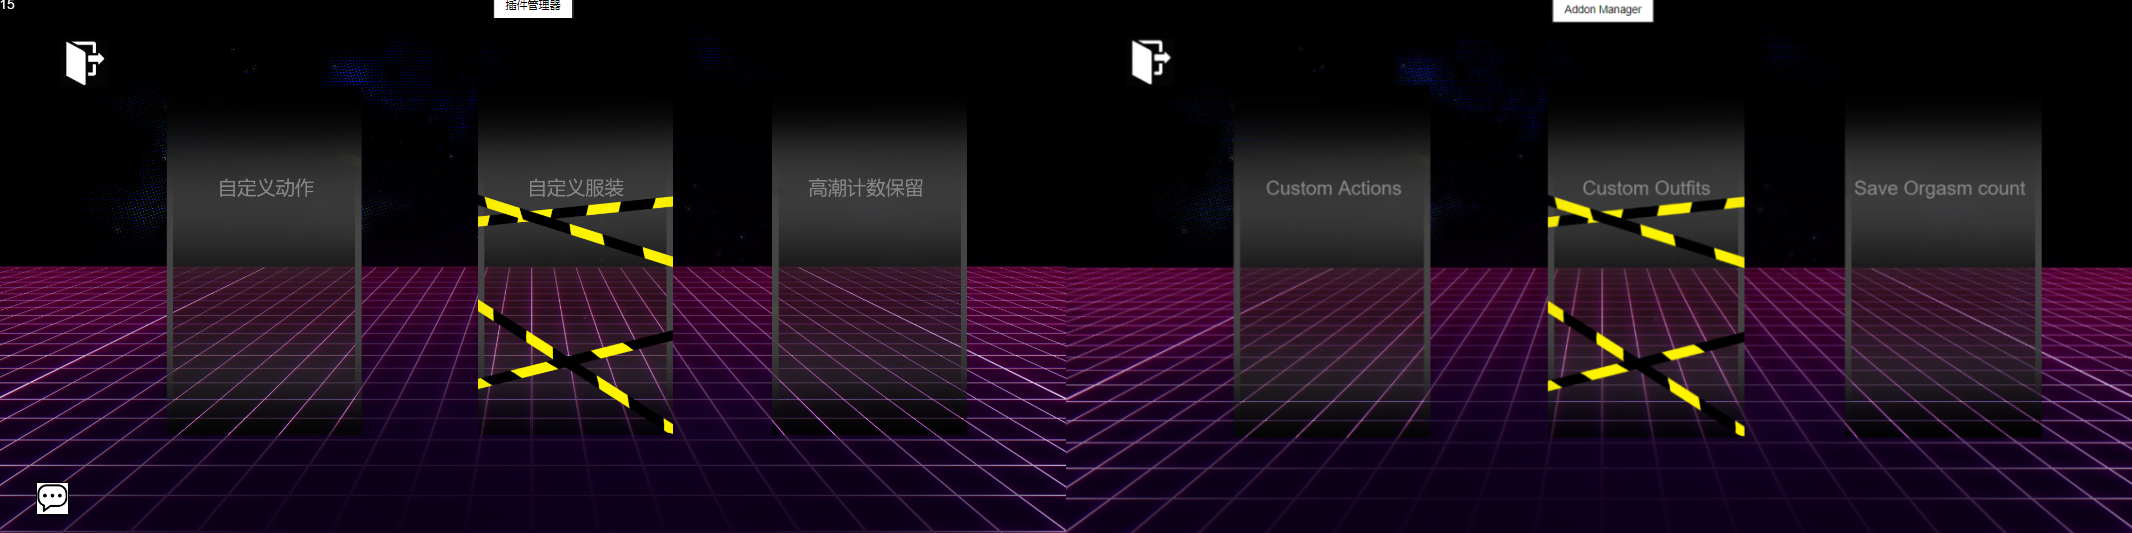 15
插件管理器
自定义动作
自定义服装
高潮计数保留
Addon Manager
Custom Actions
Custom Outfits
Save Orgasm count